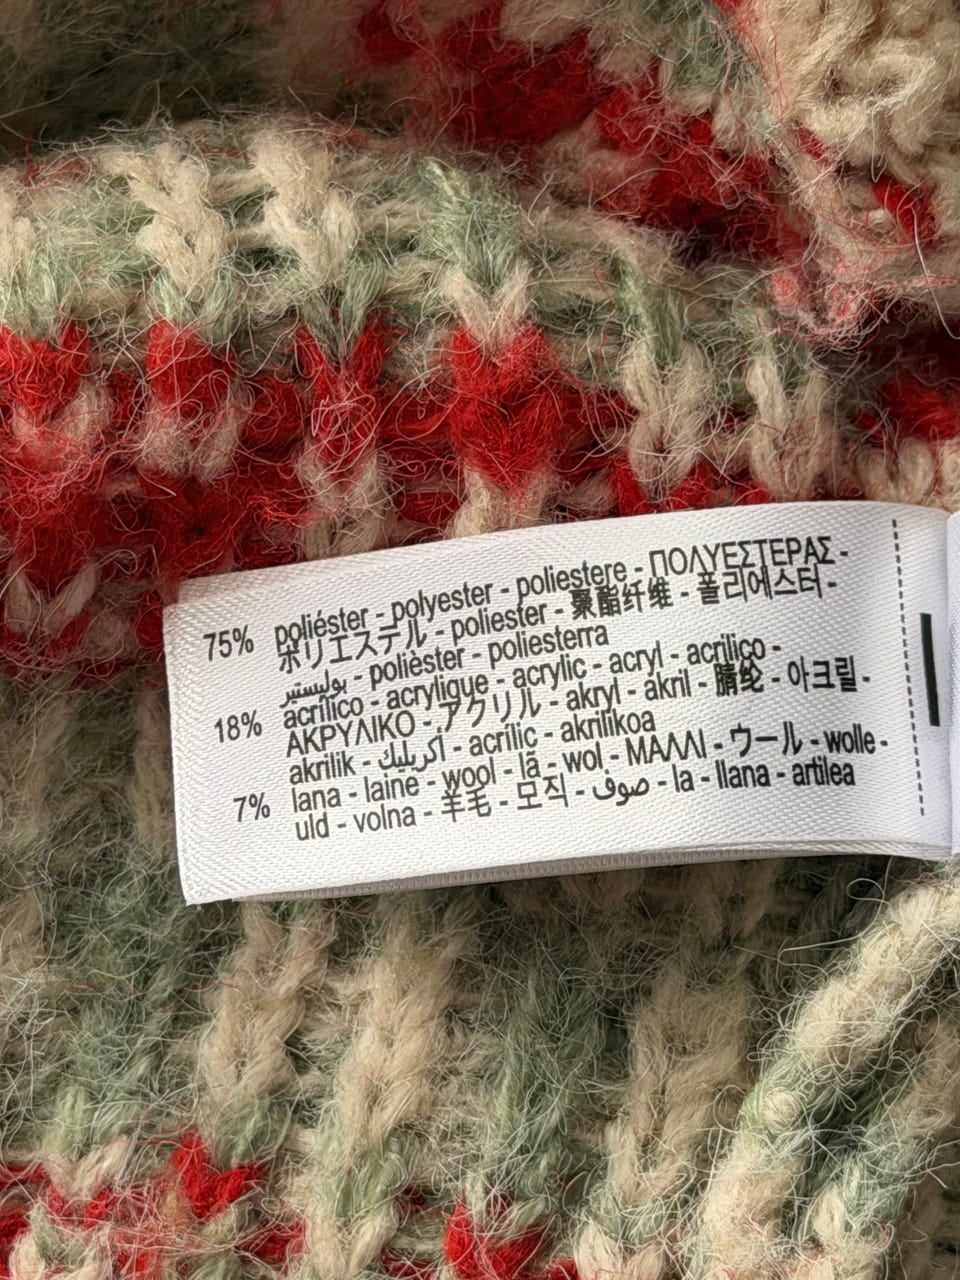 75% poliéster - polyester - poliestere - ΠΟΛΥΕΣΤΕΡΑΣ -
ポリエステル - poliester - 聚酯纤维 - 폴리에스터 -
بوليستير - polièster - poliesterra
18% acrílico - acrylique - acrylic - acryl - acrilico -
ΑΚΡΥΛΙΚΟ - アクリル - akryl - akril - 腈纶 - 아크릴 -
akrilik - أكريليك - acrílic - akrilikoa
7% lana - laine - wool - lã - wol - ΜΑΛΛΙ - ウール - wolle -
uld - volna - 羊毛 - 모직 - صوف - la - llana - artilea